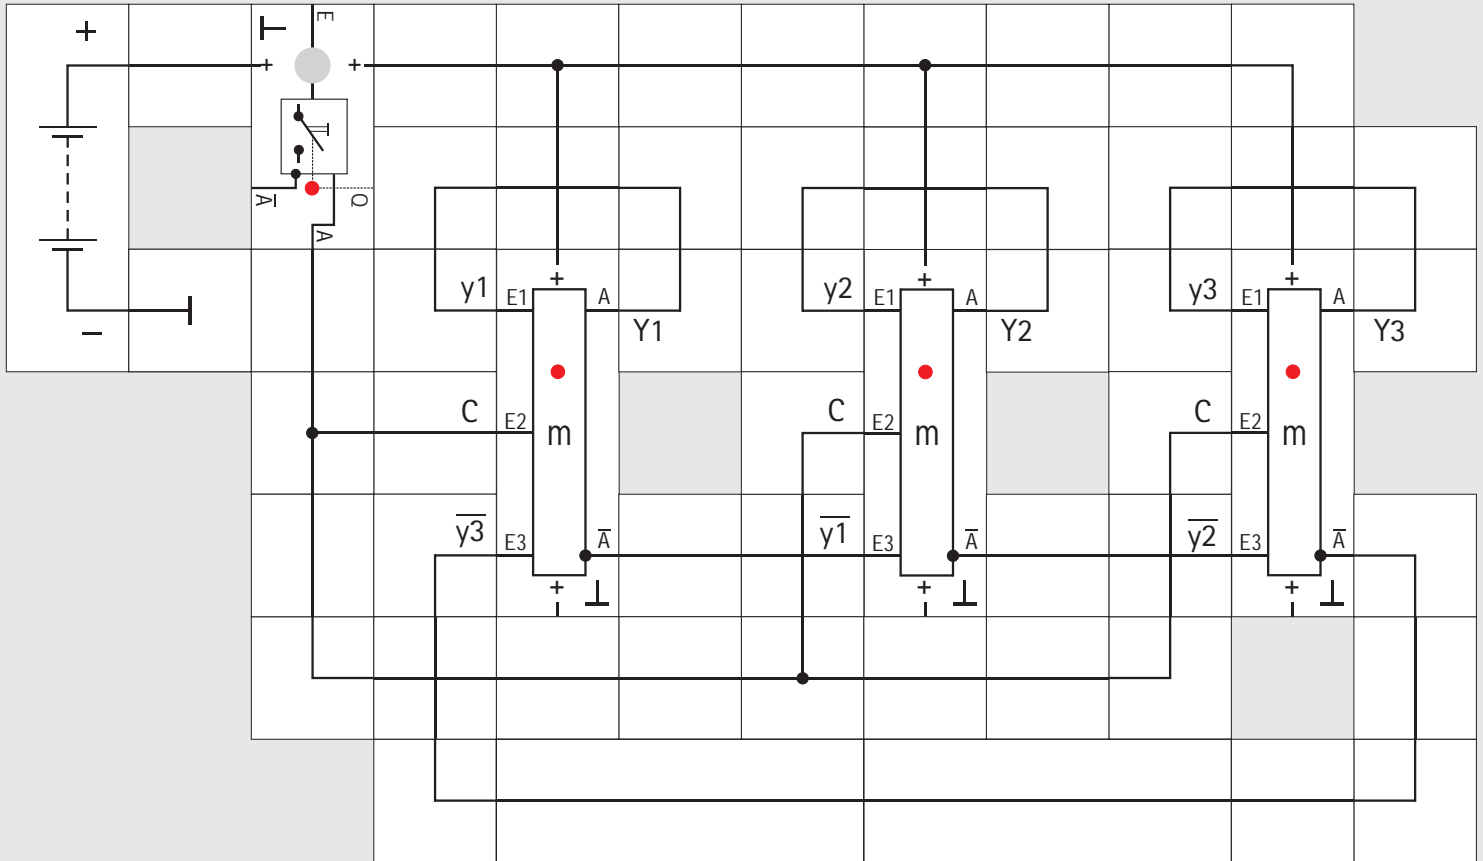 + E
+ +
A̅ Q
A
+ + +
y1 E1 A y2 E1 A y3 E1 A
Y1 Y2 Y3
−
C E2 C E2 C E2
m m m
y3̅ E3 A̅ y1̅ E3 A̅ y2̅ E3 A̅
+ + +